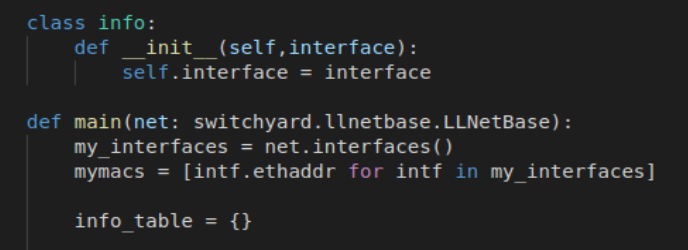 class info:
    def __init__(self,interface):
        self.interface = interface
def main(net: switchyard.llnetbase.LLNetBase):
    my_interfaces = net.interfaces()
    mymacs = [intf.ethaddr for intf in my_interfaces]
    info_table = {}